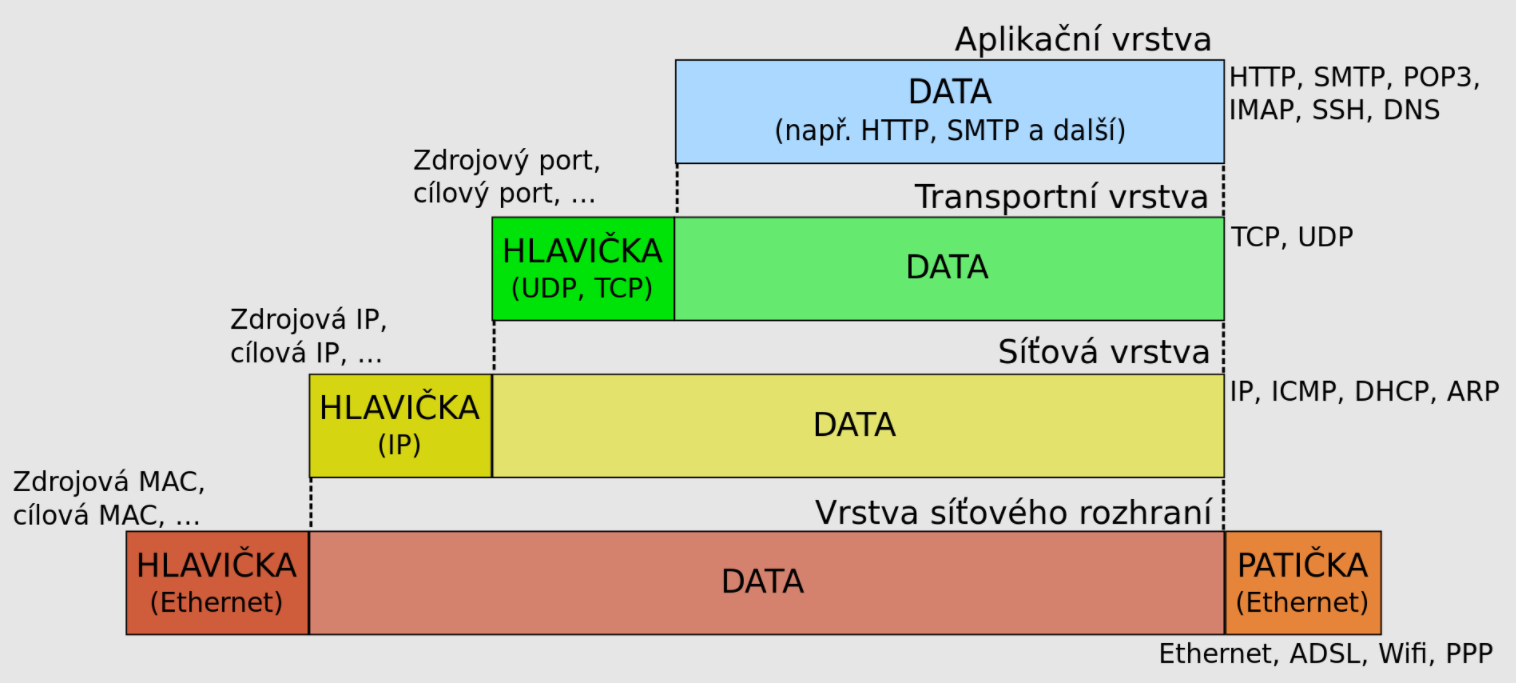 Aplikační vrstva
DATA
(např. HTTP, SMTP a další)
HTTP, SMTP, POP3,
IMAP, SSH, DNS
Zdrojový port,
cílový port, ...
Transportní vrstva
HLAVIČKA
(UDP, TCP)
DATA
TCP, UDP
Zdrojová IP,
cílová IP, ...
Síťová vrstva
HLAVIČKA
(IP)
DATA
IP, ICMP, DHCP, ARP
Zdrojová MAC,
cílová MAC, ...
Vrstva síťového rozhraní
HLAVIČKA
(Ethernet)
DATA
PATIČKA
(Ethernet)
Ethernet, ADSL, Wifi, PPP